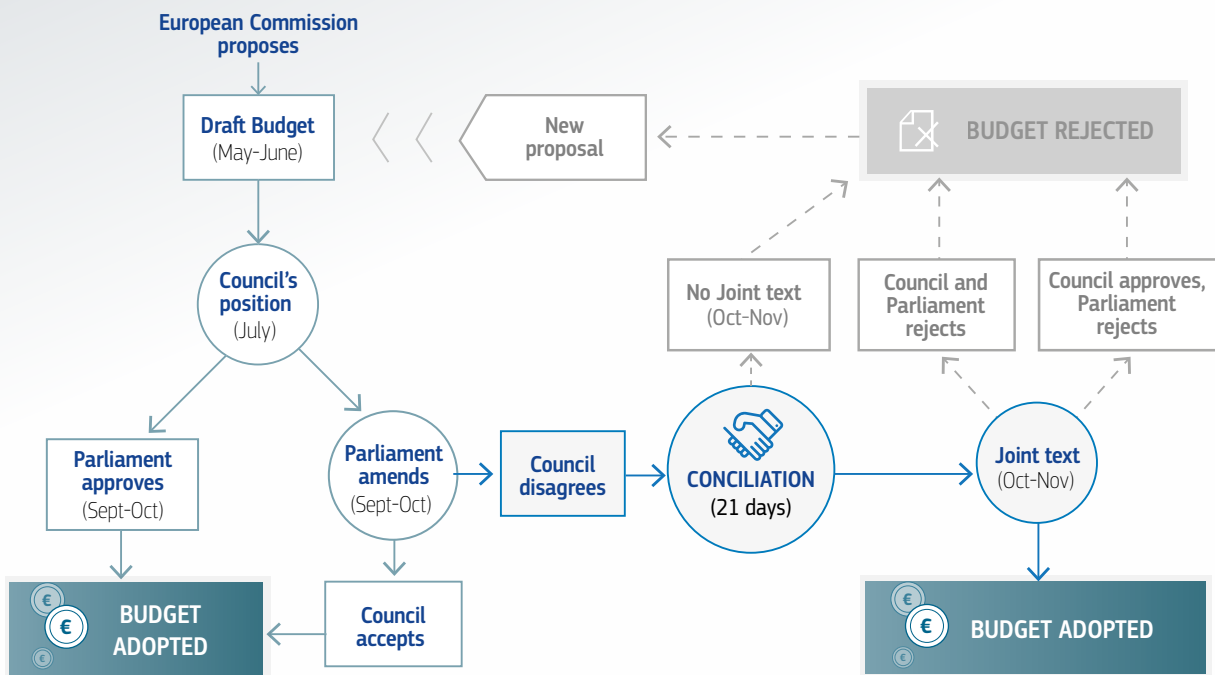 European Commission
proposes
Draft Budget
(May-June)
New
proposal
BUDGET REJECTED
Council's
position
(July)
No Joint text
(Oct-Nov)
Council and
Parliament
rejects
Council approves,
Parliament
rejects
Parliament
approves
(Sept-Oct)
Parliament
amends
(Sept-Oct)
Council
disagrees
CONCILIATION
(21 days)
Joint text
(Oct-Nov)
€
€
€
BUDGET
ADOPTED
Council
accepts
€
€
€
BUDGET ADOPTED